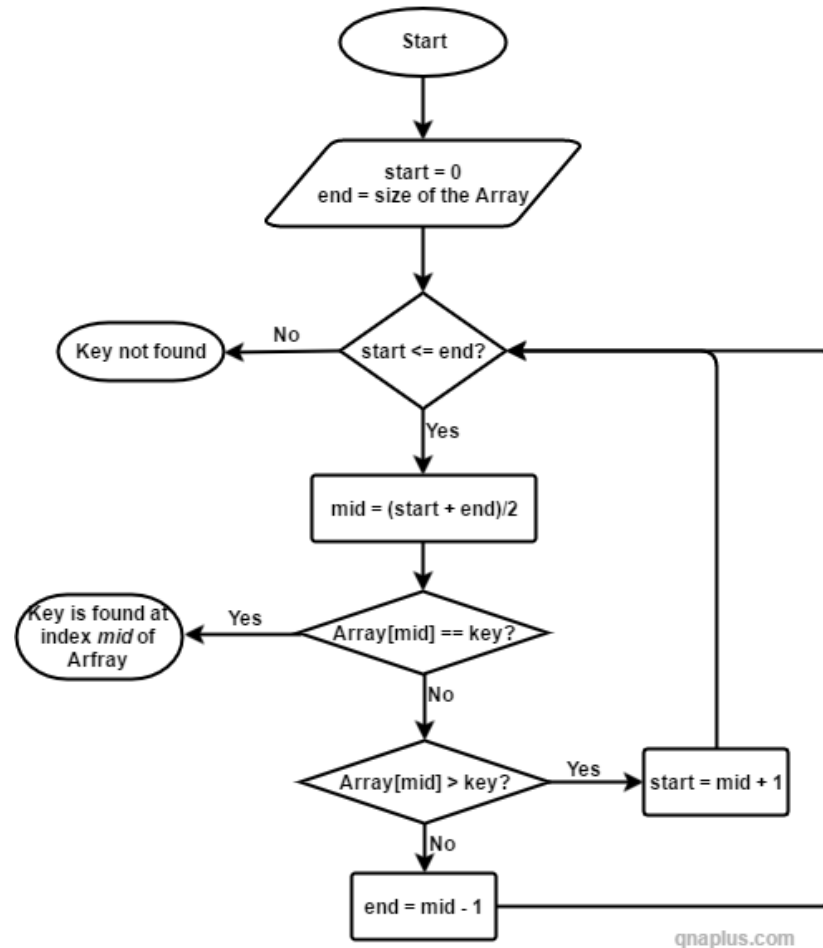 Start
start = 0
end = size of the Array
start <= end?
No
Key not found
Yes
mid = (start + end)/2
Array[mid] == key?
Yes
Key is found at
index mid of
Arfray
No
Array[mid] > key?
Yes
start = mid + 1
No
end = mid - 1
qnaplus.com